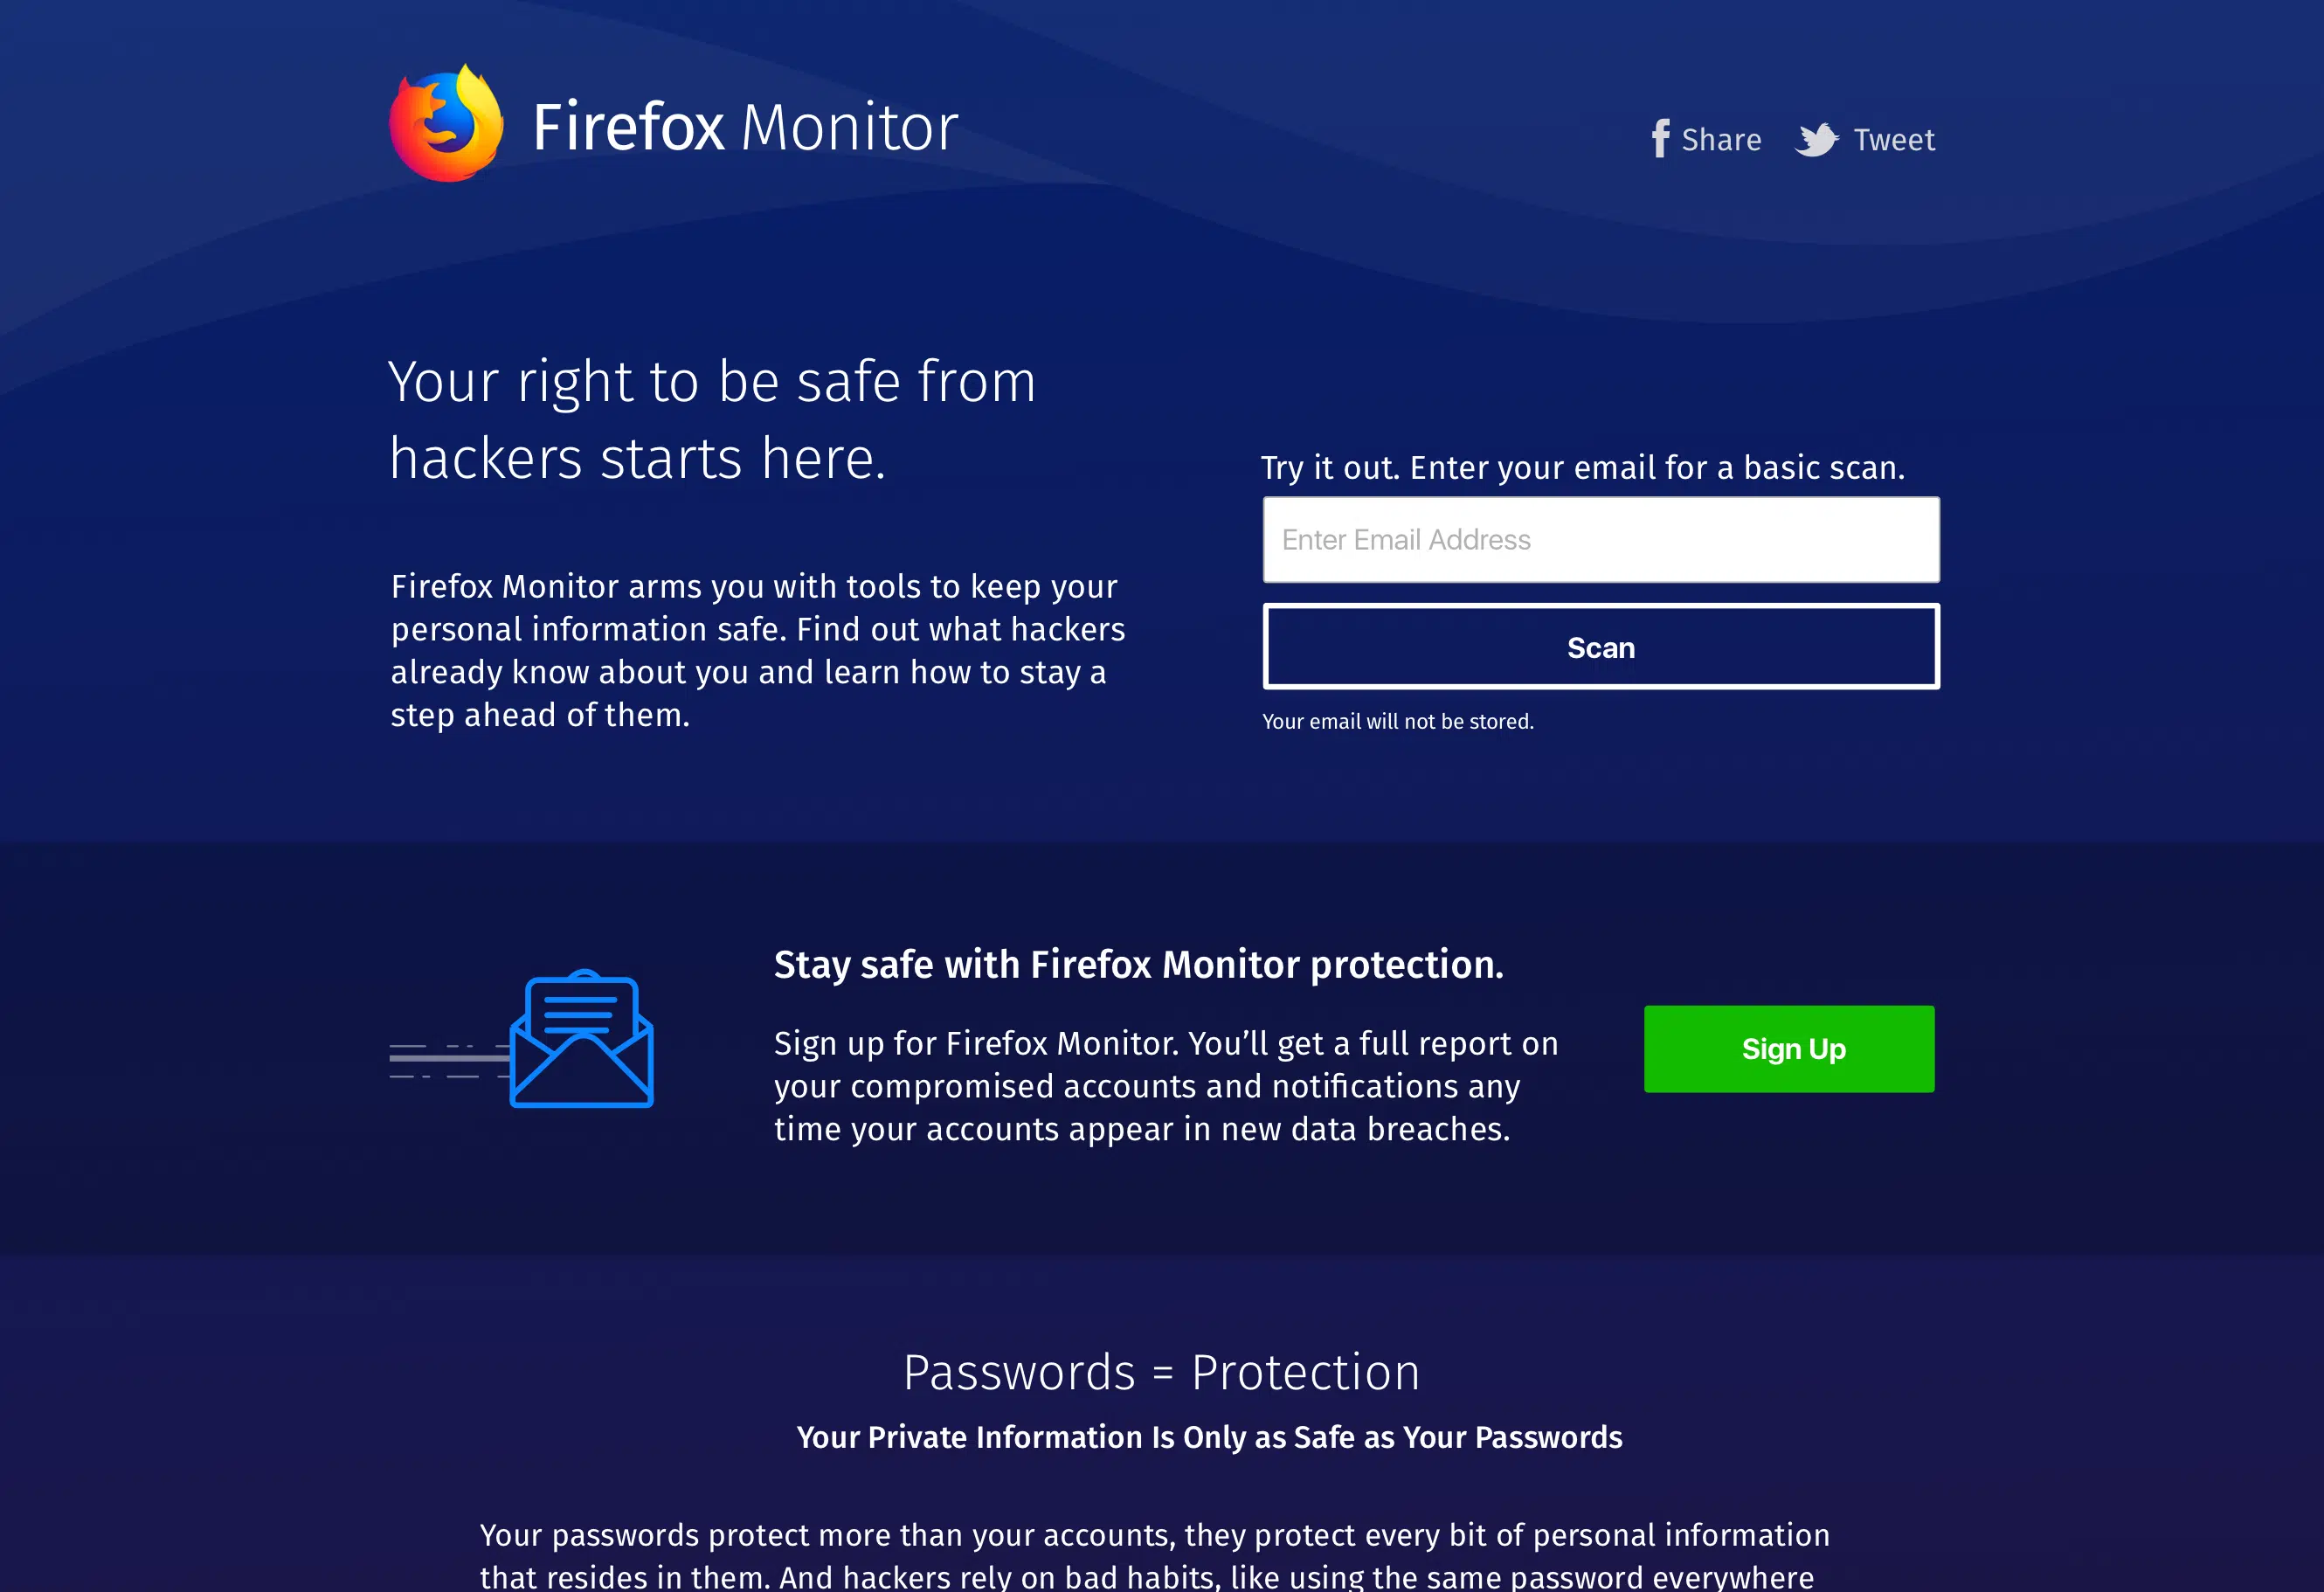 Firefox Monitor
Share
Tweet
Your right to be safe from
hackers starts here.
Firefox Monitor arms you with tools to keep your
personal information safe. Find out what hackers
already know about you and learn how to stay a
step ahead of them.
Try it out. Enter your email for a basic scan.
Enter Email Address
Scan
Your email will not be stored.
Stay safe with Firefox Monitor protection.
Sign up for Firefox Monitor. You’ll get a full report on
your compromised accounts and notifications any
time your accounts appear in new data breaches.
Sign Up
Passwords = Protection
Your Private Information Is Only as Safe as Your Passwords
Your passwords protect more than your accounts, they protect every bit of personal information
that resides in them. And hackers rely on bad habits, like using the same password everywhere